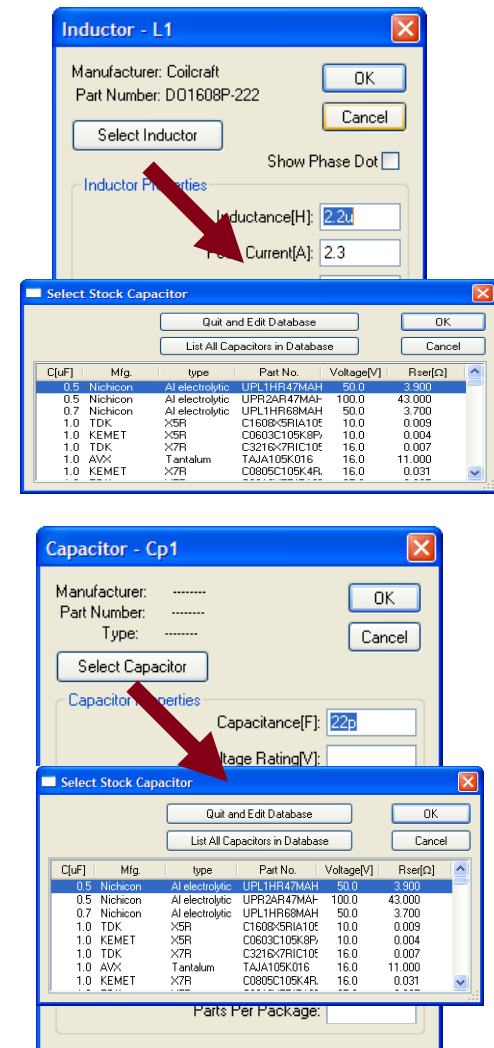 Inductor - L1
Manufacturer: Coilcraft
OK
Part Number: DO1608P-222
Cancel
Select Inductor
Show Phase Dot
Inductor Properties
Inductance[H]: 2.2u
Current[A]: 2.3
Select Stock Capacitor
Quit and Edit Database
OK
List All Capacitors in Database
Cancel
C[uF] Mfg. type Part No. Voltage[V] Rser[Ω]
0.5 Nichicon Al electrolytic UPL1HR47MAH 50.0 3.900
0.5 Nichicon Al electrolytic UPR2AR47MAH 100.0 43.000
0.7 Nichicon Al electrolytic UPL1HR68MAH 50.0 3.700
1.0 TDK X5R C1608X5RIA105 10.0 0.009
1.0 KEMET X5R C0603C105K8P 10.0 0.004
1.0 TDK X7R C3216X7RIC105 16.0 0.007
1.0 AVX Tantalum TAJA105K016 16.0 11.000
1.0 KEMET X7R C0805C105K4R. 16.0 0.031
Capacitor - Cp1
Manufacturer: --------
OK
Part Number: --------
Type: --------
Cancel
Select Capacitor
Capacitor Properties
Capacitance[F]: 22p
Rating[V]:
Select Stock Capacitor
Quit and Edit Database
OK
List All Capacitors in Database
Cancel
C[uF] Mfg. type Part No. Voltage[V] Rser[Ω]
0.5 Nichicon Al electrolytic UPL1HR47MAH 50.0 3.900
0.5 Nichicon Al electrolytic UPR2AR47MAH 100.0 43.000
0.7 Nichicon Al electrolytic UPL1HR68MAH 50.0 3.700
1.0 TDK X5R C1608X5RIA105 10.0 0.009
1.0 KEMET X5R C0603C105K8P 10.0 0.004
1.0 TDK X7R C3216X7RIC105 16.0 0.007
1.0 AVX Tantalum TAJA105K016 16.0 11.000
1.0 KEMET X7R C0805C105K4R. 16.0 0.031
Parts Per Package: